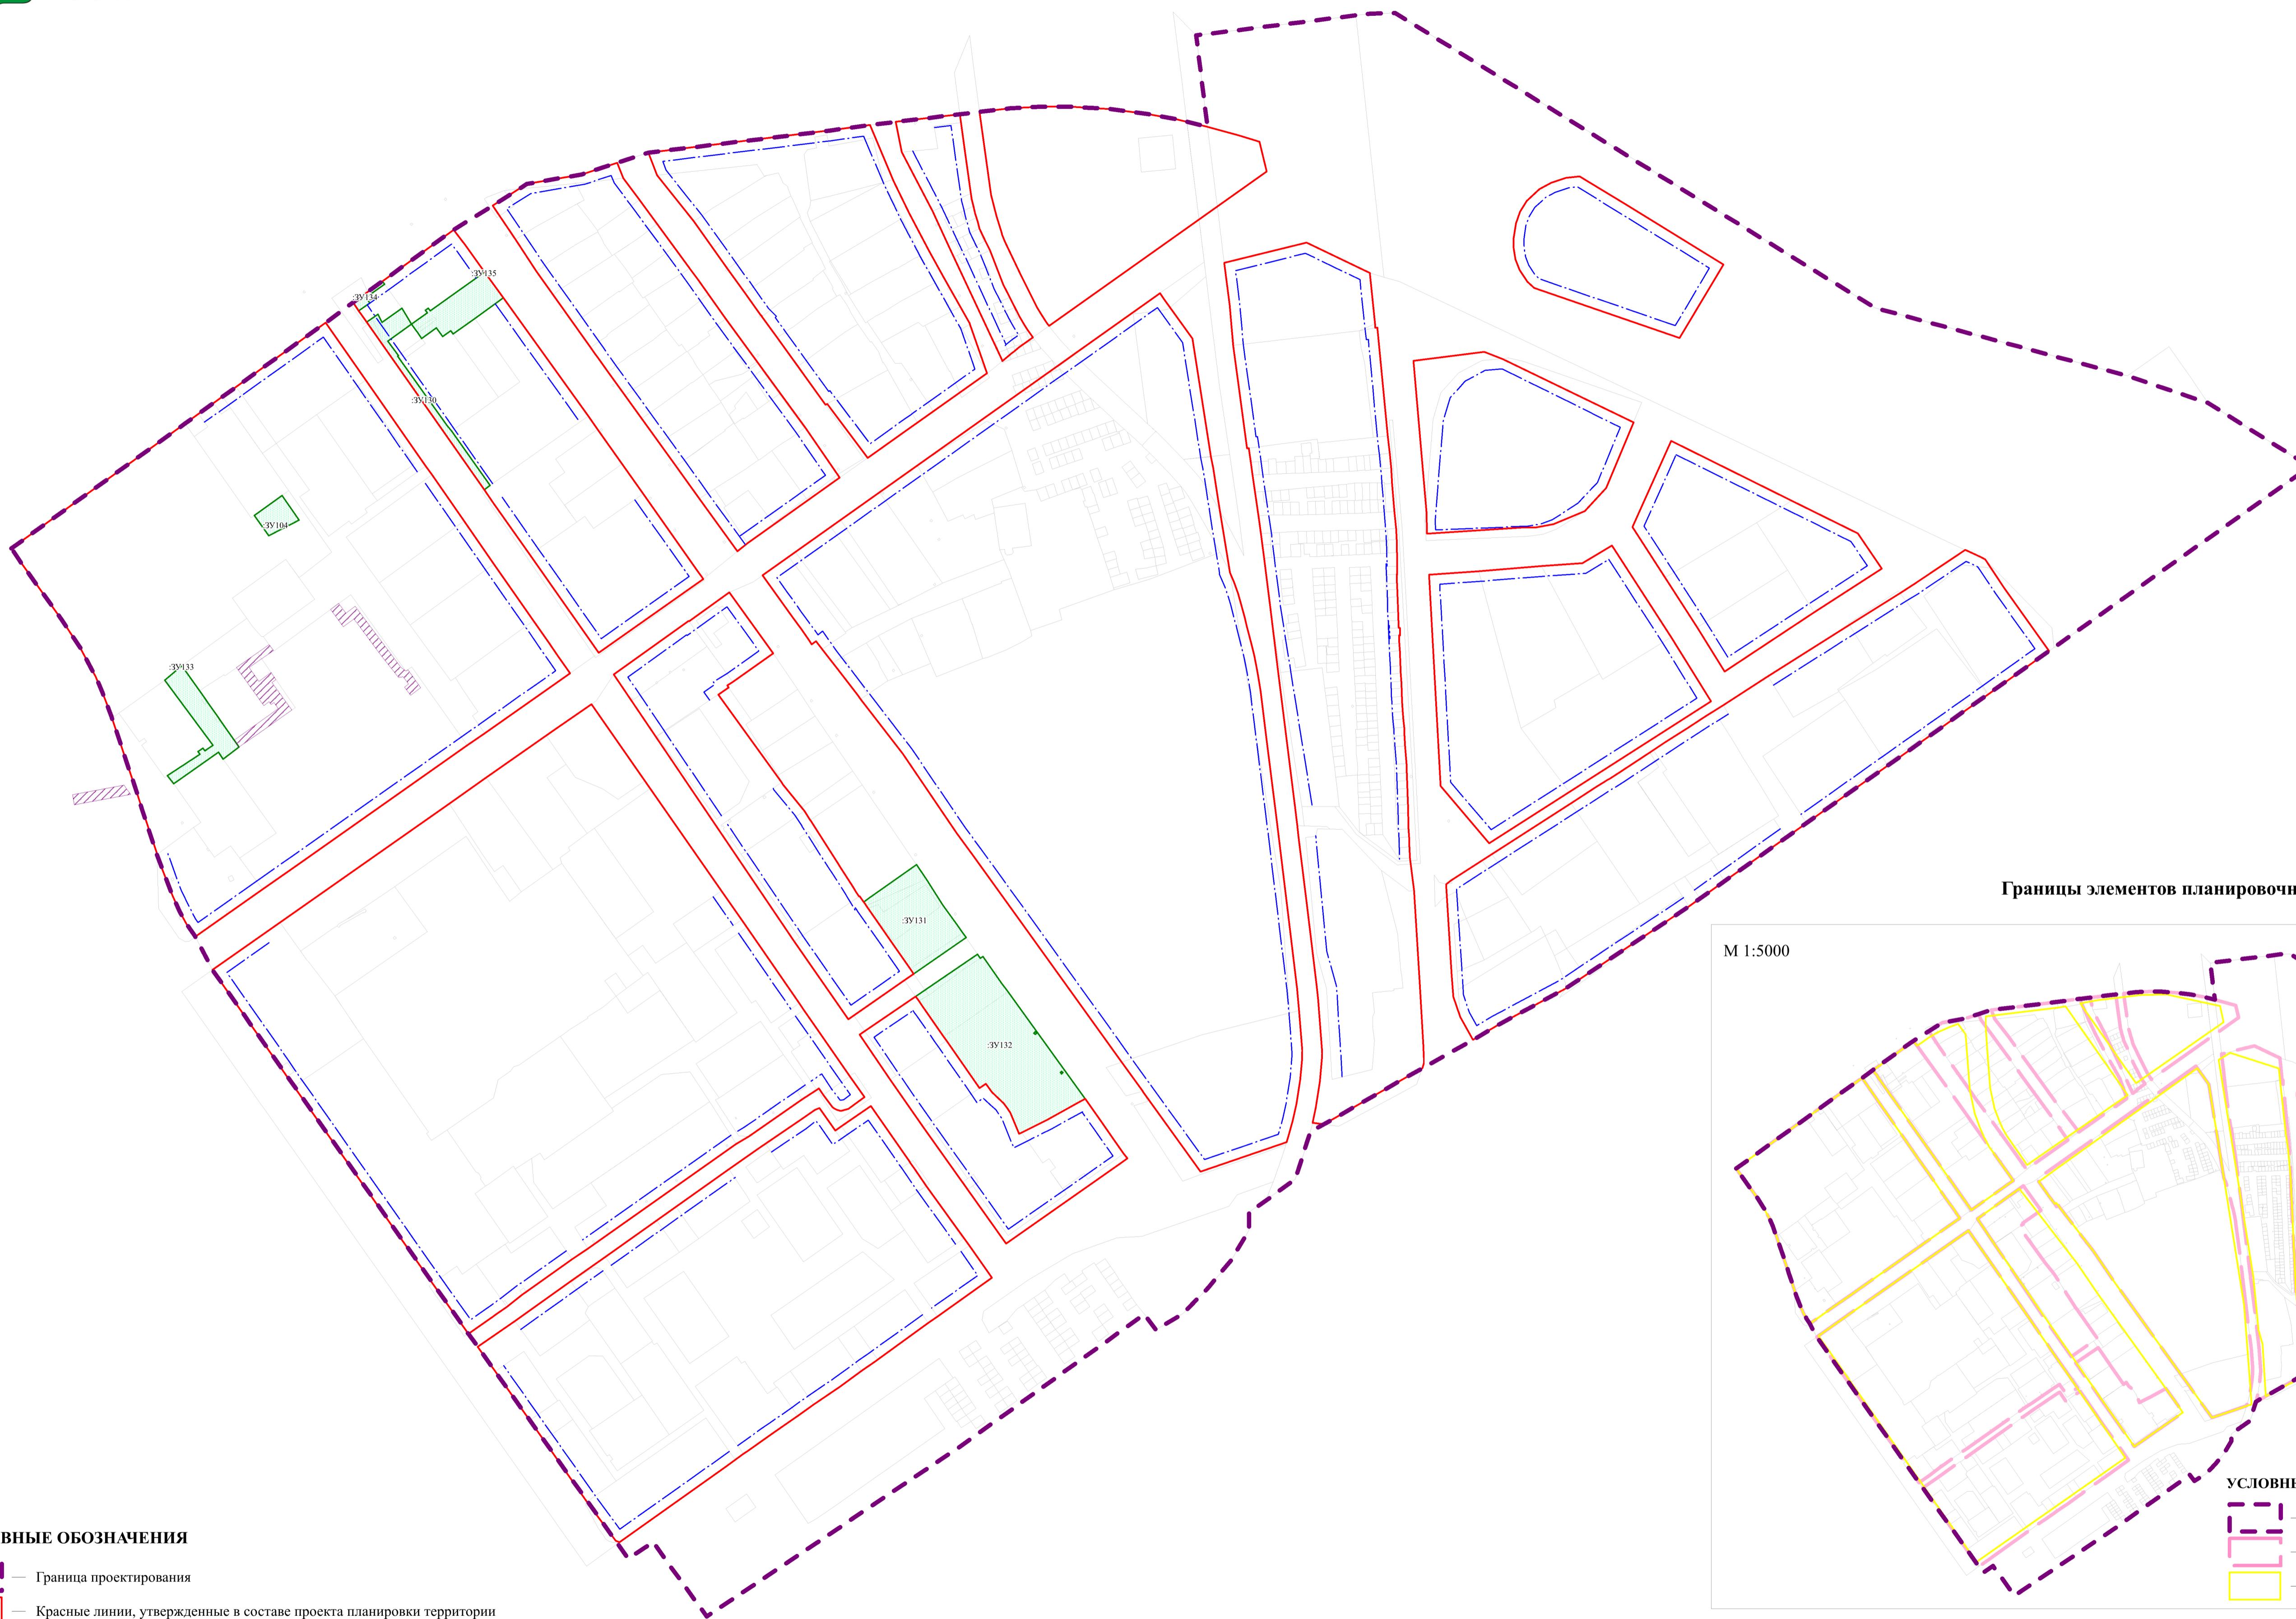 :ЗУ135
:ЗУ134
:ЗУ130
:ЗУ104
:ЗУ133
:ЗУ131
:ЗУ132
Границы элементов планировочн
М 1:5000
УСЛОВНЫ
ВНЫЕ ОБОЗНАЧЕНИЯ
— Граница проектирования
— Красные линии, утвержденные в составе проекта планировки территории